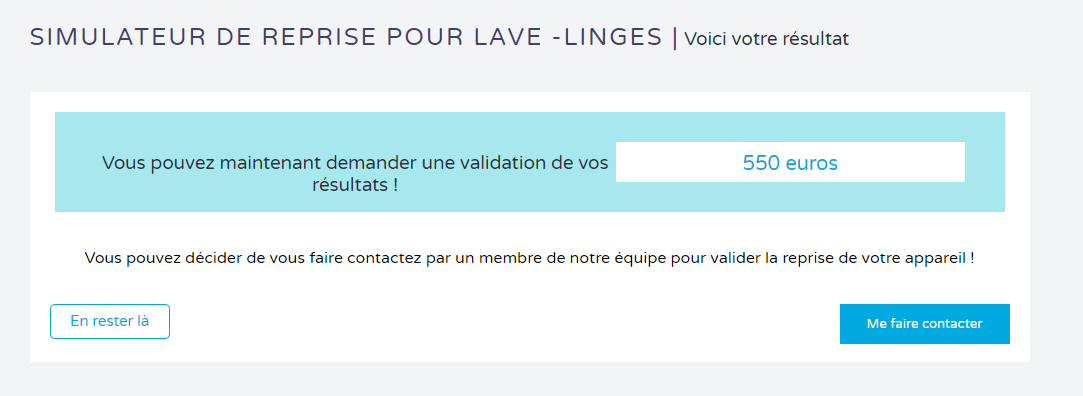 SIMULATEUR DE REPRISE POUR LAVE -LINGES | Voici votre résultat
Vous pouvez maintenant demander une validation de vos
résultats !
550 euros
Vous pouvez décider de vous faire contactez par un membre de notre équipe pour valider la reprise de votre appareil !
En rester là
Me faire contacter